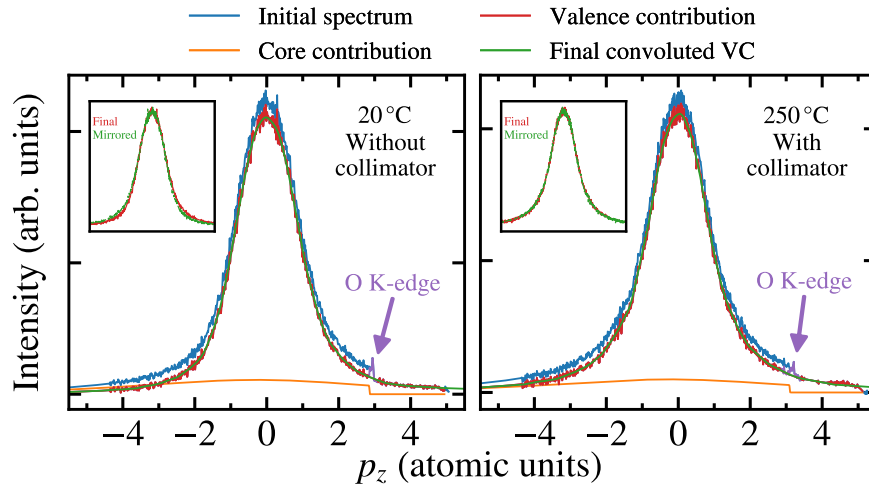 Initial spectrum
Valence contribution
Core contribution
Final convoluted VC
Final
Mirrored
20 °C
Without
collimator
O K-edge
Final
Mirrored
250 °C
With
collimator
O K-edge
Intensity (arb. units)
−4 −2 0 2 4
−4 −2 0 2 4
p_z (atomic units)